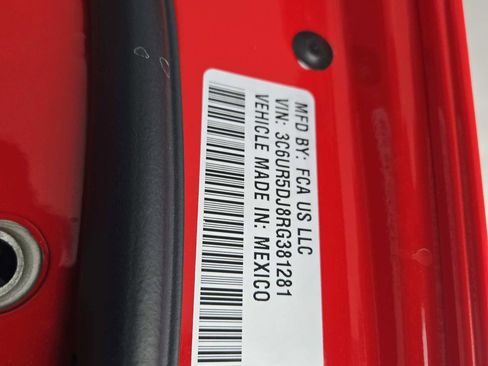 MFD BY: FCA US LLC
VIN: 3C6UR5DJ8RG381281
VEHICLE MADE IN: MEXICO